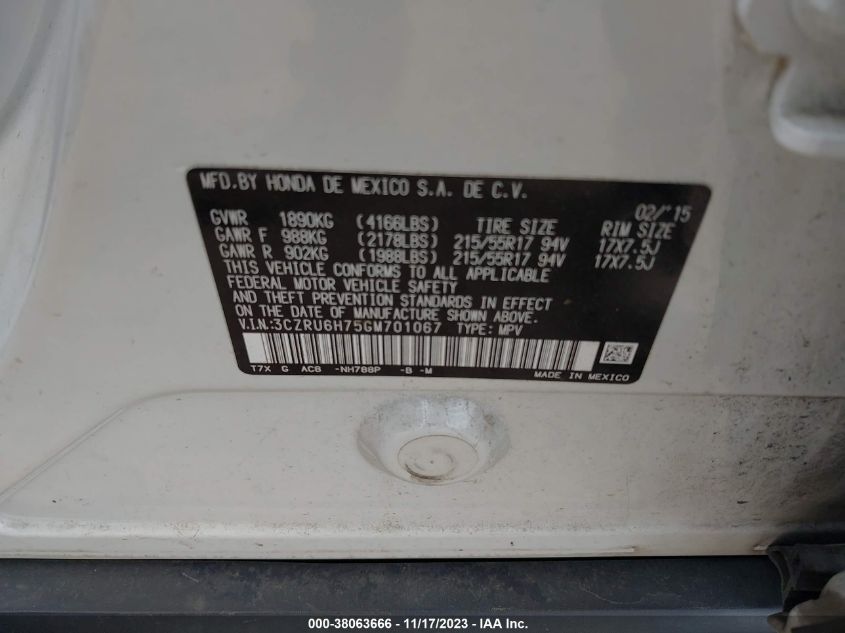 MFD.BY HONDA DE MEXICO S.A. DE C.V.
02/'15
GVWR 1890KG (4166LBS) TIRE SIZE RIM SIZE
GAWR F 988KG (2178LBS) 215/55R17 94V 17X7.5J
GAWR R 902KG (1988LBS) 215/55R17 94V 17X7.5J
THIS VEHICLE CONFORMS TO ALL APPLICABLE
FEDERAL MOTOR VEHICLE SAFETY
AND THEFT PREVENTION STANDARDS IN EFFECT
ON THE DATE OF MANUFACTURE SHOWN ABOVE.
V.I.N:3CZRU6H75GM701067 TYPE: MPV
T7X G AC8 -NH788P -B -M
MADE IN MEXICO
000-38063666 - 11/17/2023 - WWW.IAAI.COM